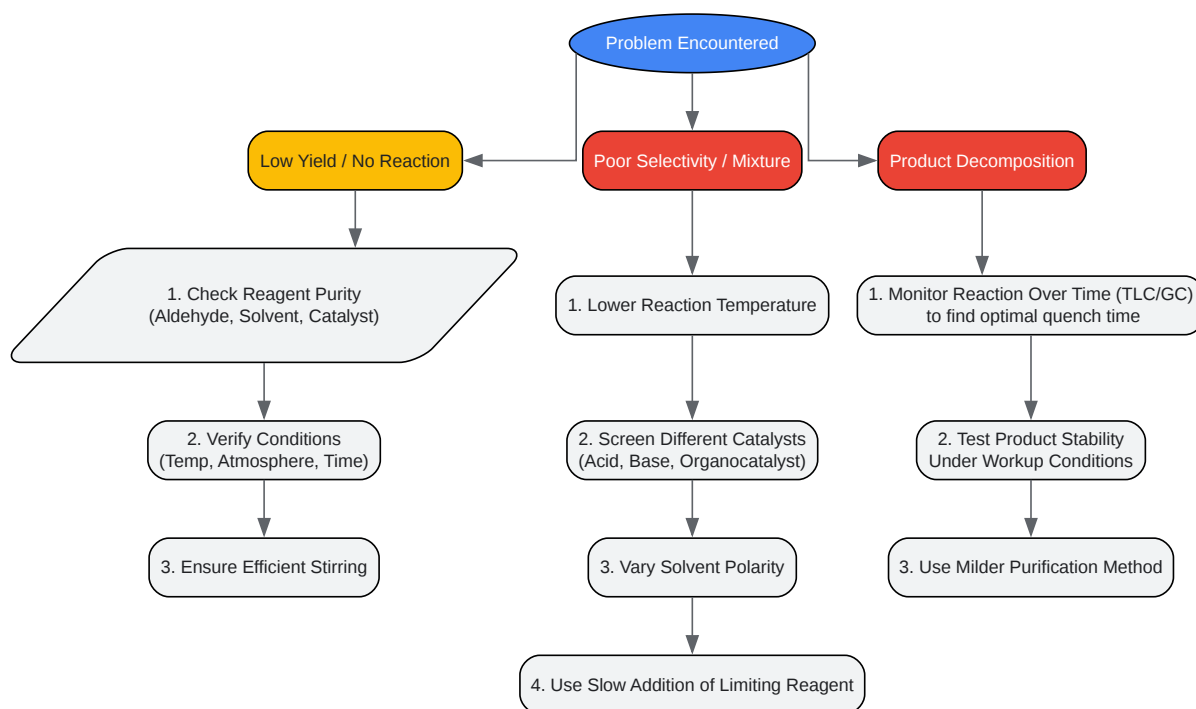 Problem Encountered
Low Yield / No Reaction
Poor Selectivity / Mixture
Product Decomposition
1. Check Reagent Purity
(Aldehyde, Solvent, Catalyst)
1. Lower Reaction Temperature
1. Monitor Reaction Over Time (TLC/GC)
to find optimal quench time
2. Verify Conditions
(Temp, Atmosphere, Time)
2. Screen Different Catalysts
(Acid, Base, Organocatalyst)
2. Test Product Stability
Under Workup Conditions
3. Ensure Efficient Stirring
3. Vary Solvent Polarity
3. Use Milder Purification Method
4. Use Slow Addition of Limiting Reagent